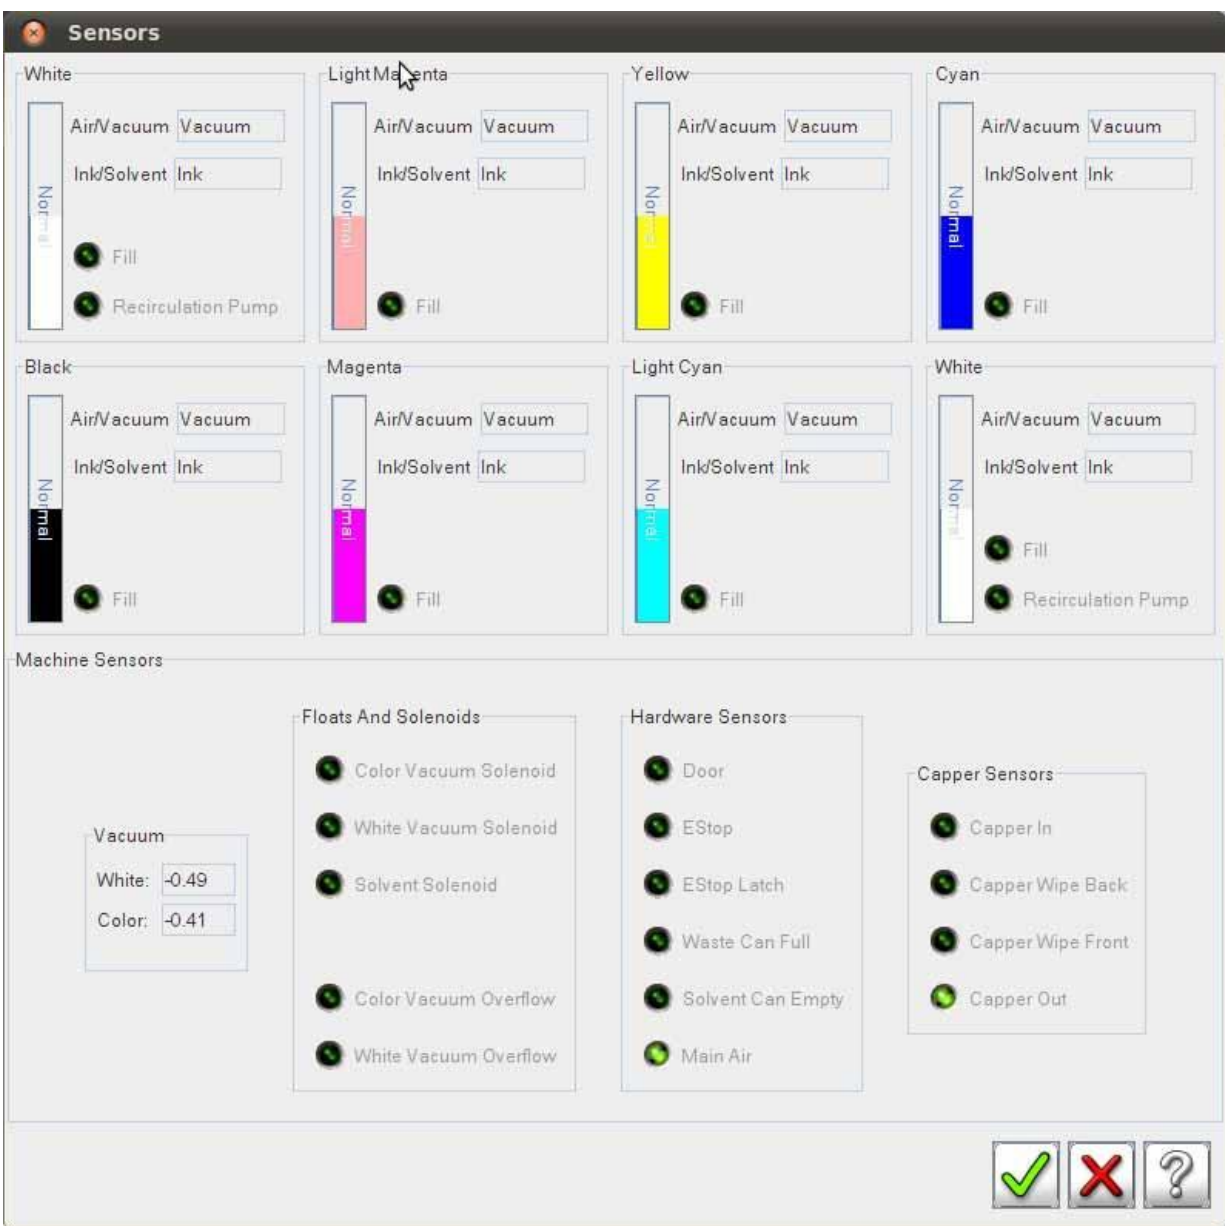 Sensors
White
Air/Vacuum Vacuum
Ink/Solvent Ink
Normal
Fill
Recirculation Pump
Light Magenta
Air/Vacuum Vacuum
Ink/Solvent Ink
Normal
Fill
Yellow
Air/Vacuum Vacuum
Ink/Solvent Ink
Normal
Fill
Cyan
Air/Vacuum Vacuum
Ink/Solvent Ink
Normal
Fill
Black
Air/Vacuum Vacuum
Ink/Solvent Ink
Normal
Fill
Magenta
Air/Vacuum Vacuum
Ink/Solvent Ink
Normal
Fill
Light Cyan
Air/Vacuum Vacuum
Ink/Solvent Ink
Normal
Fill
White
Air/Vacuum Vacuum
Ink/Solvent Ink
Normal
Fill
Recirculation Pump
Machine Sensors
Vacuum
White: -0.49
Color: -0.41
Floats And Solenoids
Color Vacuum Solenoid
White Vacuum Solenoid
Solvent Solenoid
Color Vacuum Overflow
White Vacuum Overflow
Hardware Sensors
Door
EStop
EStop Latch
Waste Can Full
Solvent Can Empty
Main Air
Capper Sensors
Capper In
Capper Wipe Back
Capper Wipe Front
Capper Out
?